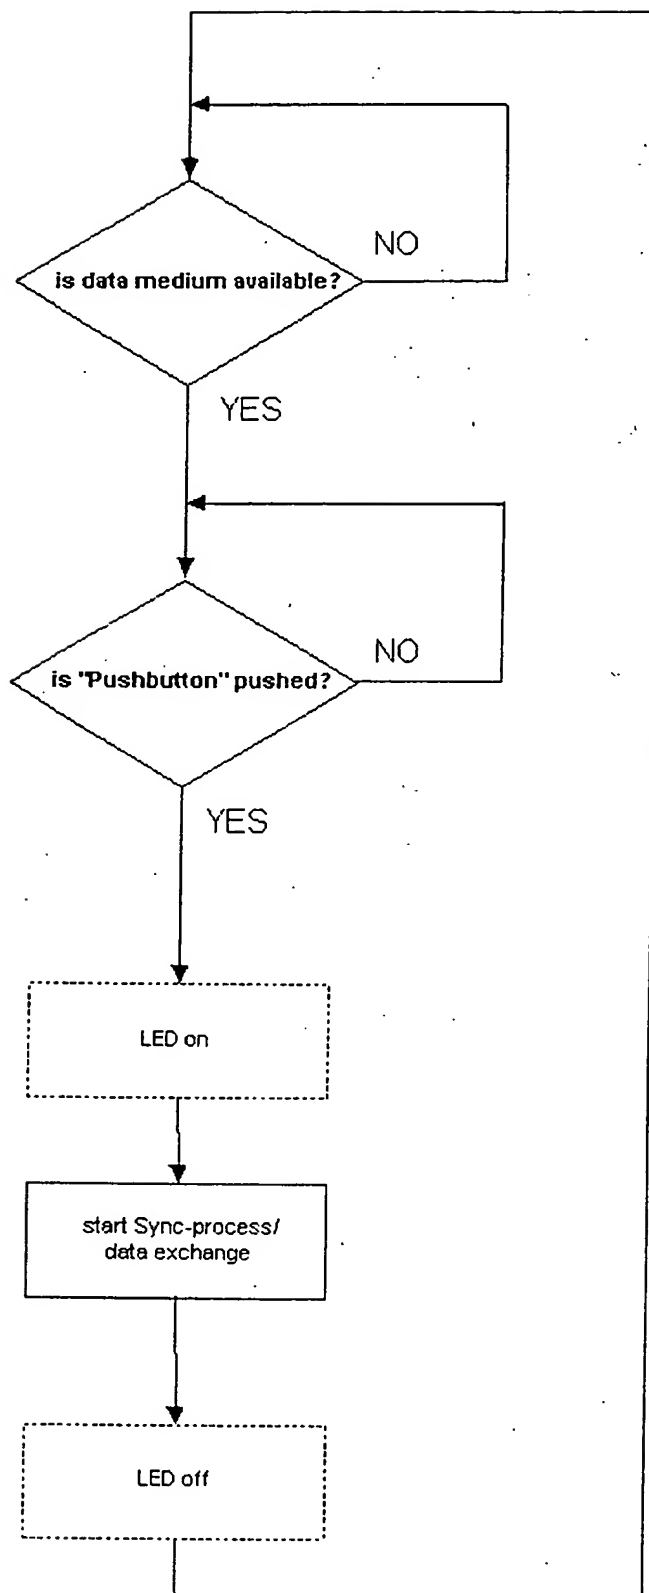 is data medium available?
NO
YES
is "Pushbutton" pushed?
NO
YES
LED on
start Sync-process/
data exchange
LED off